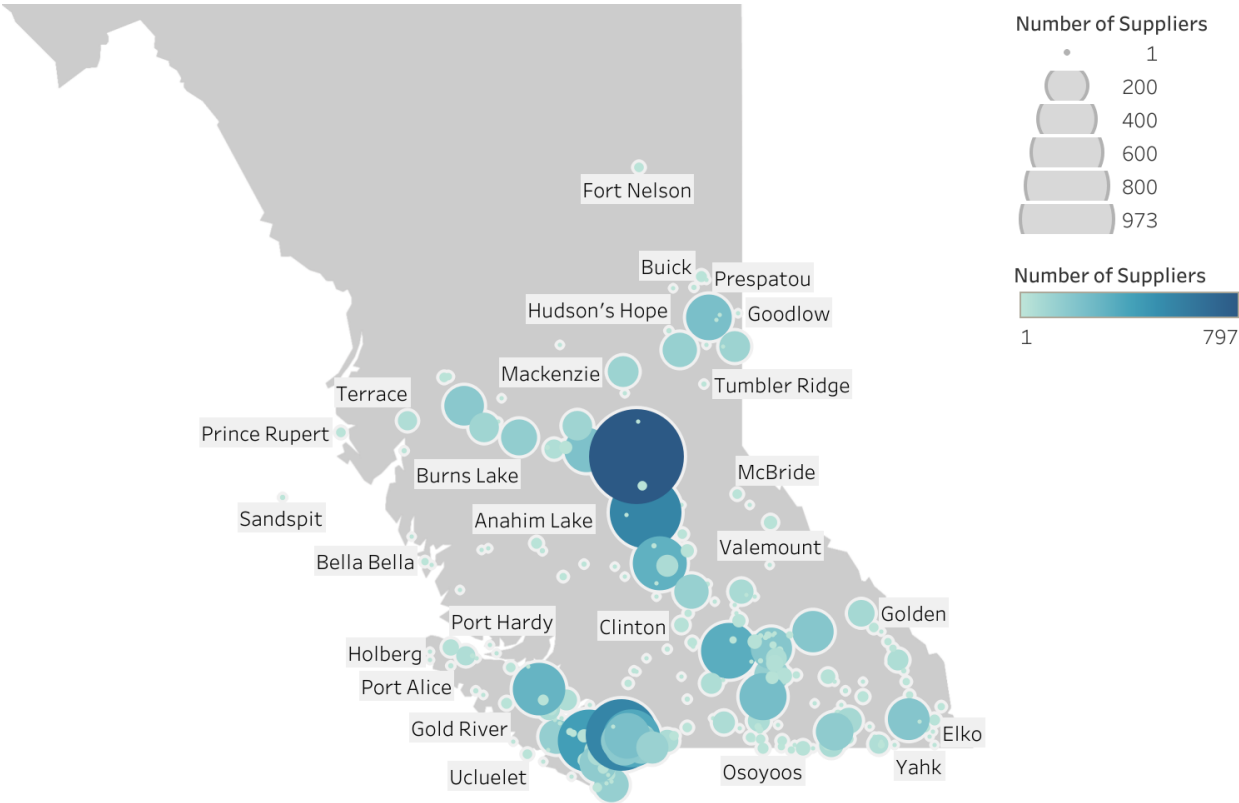 Number of Suppliers
1
200
400
600
800
973
Number of Suppliers
1
797
Fort Nelson
Buick
Prespatou
Hudson's Hope
Goodlow
Mackenzie
Tumbler Ridge
Terrace
Prince Rupert
Burns Lake
McBride
Sandspit
Anahim Lake
Valemount
Bella Bella
Golden
Port Hardy
Clinton
Holberg
Port Alice
Gold River
Elko
Ucluelet
Osoyoos
Yahk